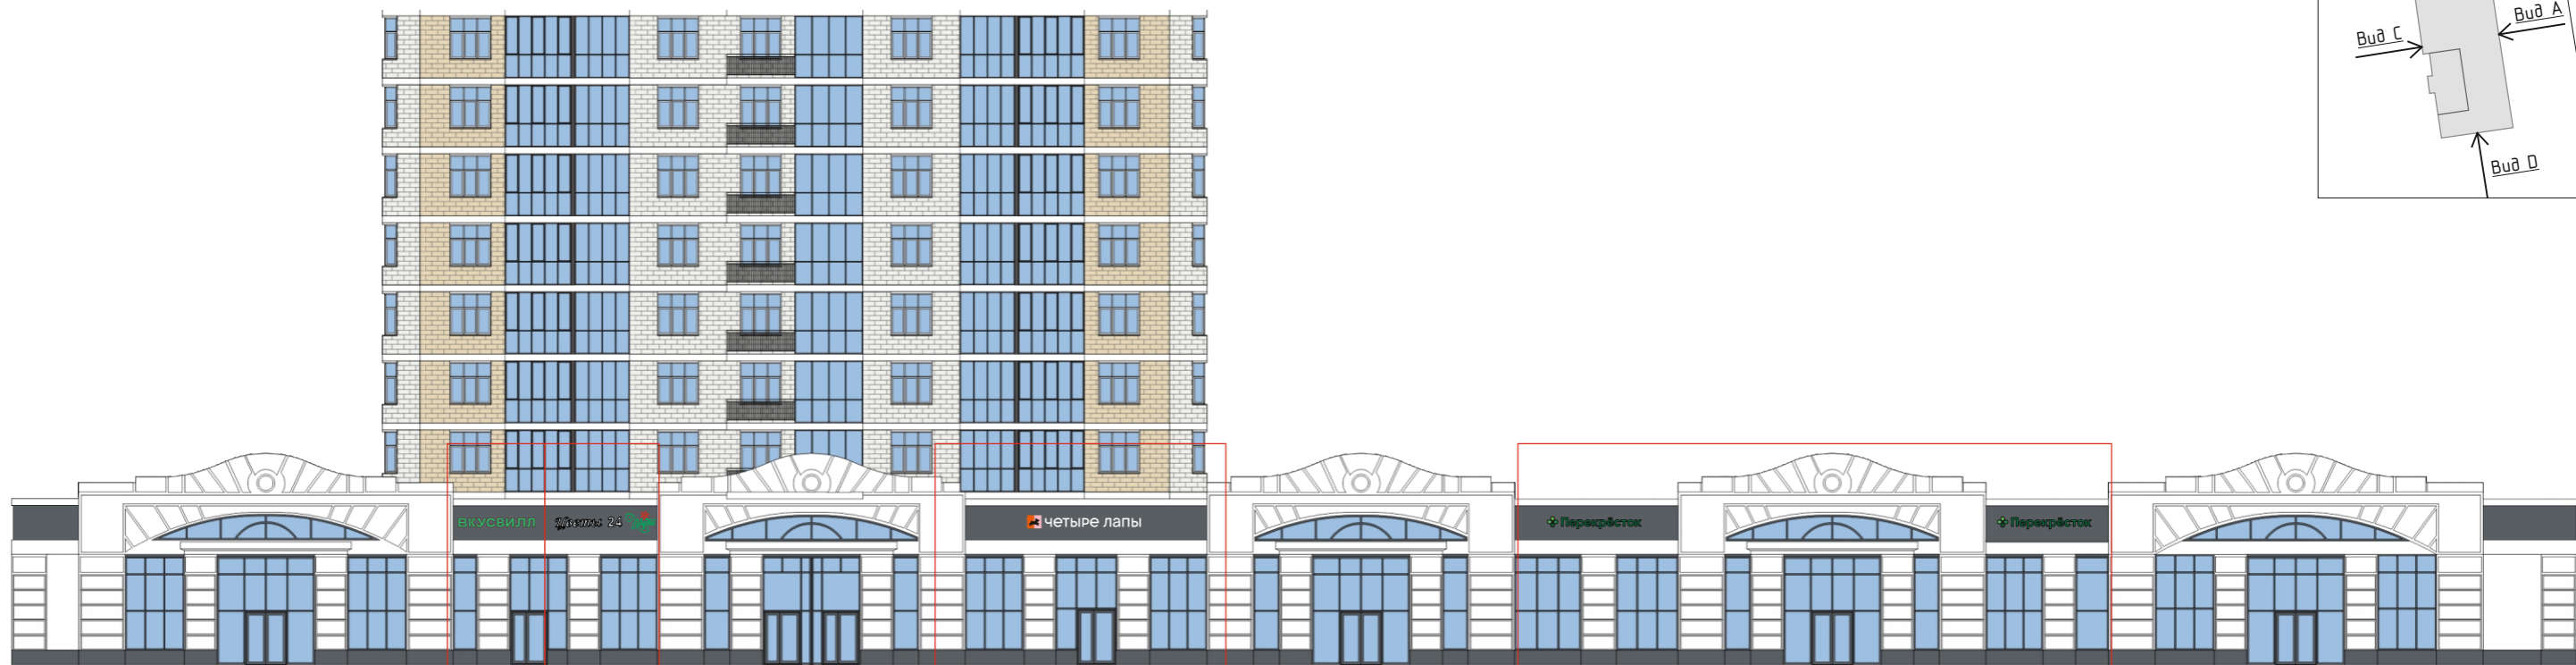 Вид A
Вид C
Вид D
ВКУСВИЛЛ
Цветы 24
ЧЕТЫРЕ ЛАПЫ
Перекрёсток
Перекрёсток